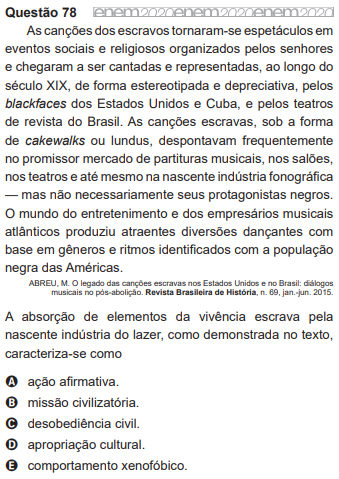 Questão 78 enem2020enem2020enem2020
As canções dos escravos tornaram-se espetáculos em
eventos sociais e religiosos organizados pelos senhores
e chegaram a ser cantadas e representadas, ao longo do
século XIX, de forma estereotipada e depreciativa, pelos
blackfaces dos Estados Unidos e Cuba, e pelos teatros
de revista do Brasil. As canções escravas, sob a forma
de cakewalks ou lundus, despontavam frequentemente
no promissor mercado de partituras musicais, nos salões,
nos teatros e até mesmo na nascente indústria fonográfica
— mas não necessariamente seus protagonistas negros.
O mundo do entretenimento e dos empresários musicais
atlânticos produziu atraentes diversões dançantes com
base em gêneros e ritmos identificados com a população
negra das Américas.
ABREU, M. O legado das canções escravas nos Estados Unidos e no Brasil: diálogos
musicais no pós-abolição. Revista Brasileira de História, n. 69, jan.-jun. 2015.
A absorção de elementos da vivência escrava pela
nascente indústria do lazer, como demonstrada no texto,
caracteriza-se como
A ação afirmativa.
B missão civilizatória.
C desobediência civil.
D apropriação cultural.
E comportamento xenofóbico.